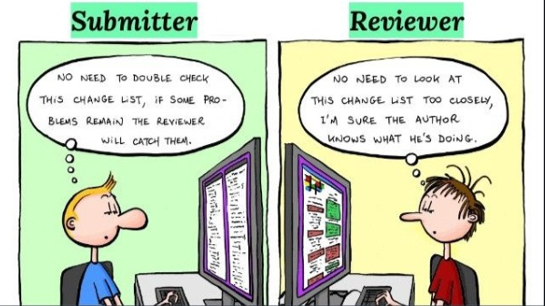 Submitter
NO NEED TO DOUBLE CHECK
THIS CHANGE LIST, IF SOME PRO-
BLEMS REMAIN THE REVIEWER
WILL CATCH THEM.
Reviewer
NO NEED TO LOOK AT
THIS CHANGE LIST TOO CLOSELY,
I'M SURE THE AUTHOR
KNOWS WHAT HE'S DOING.